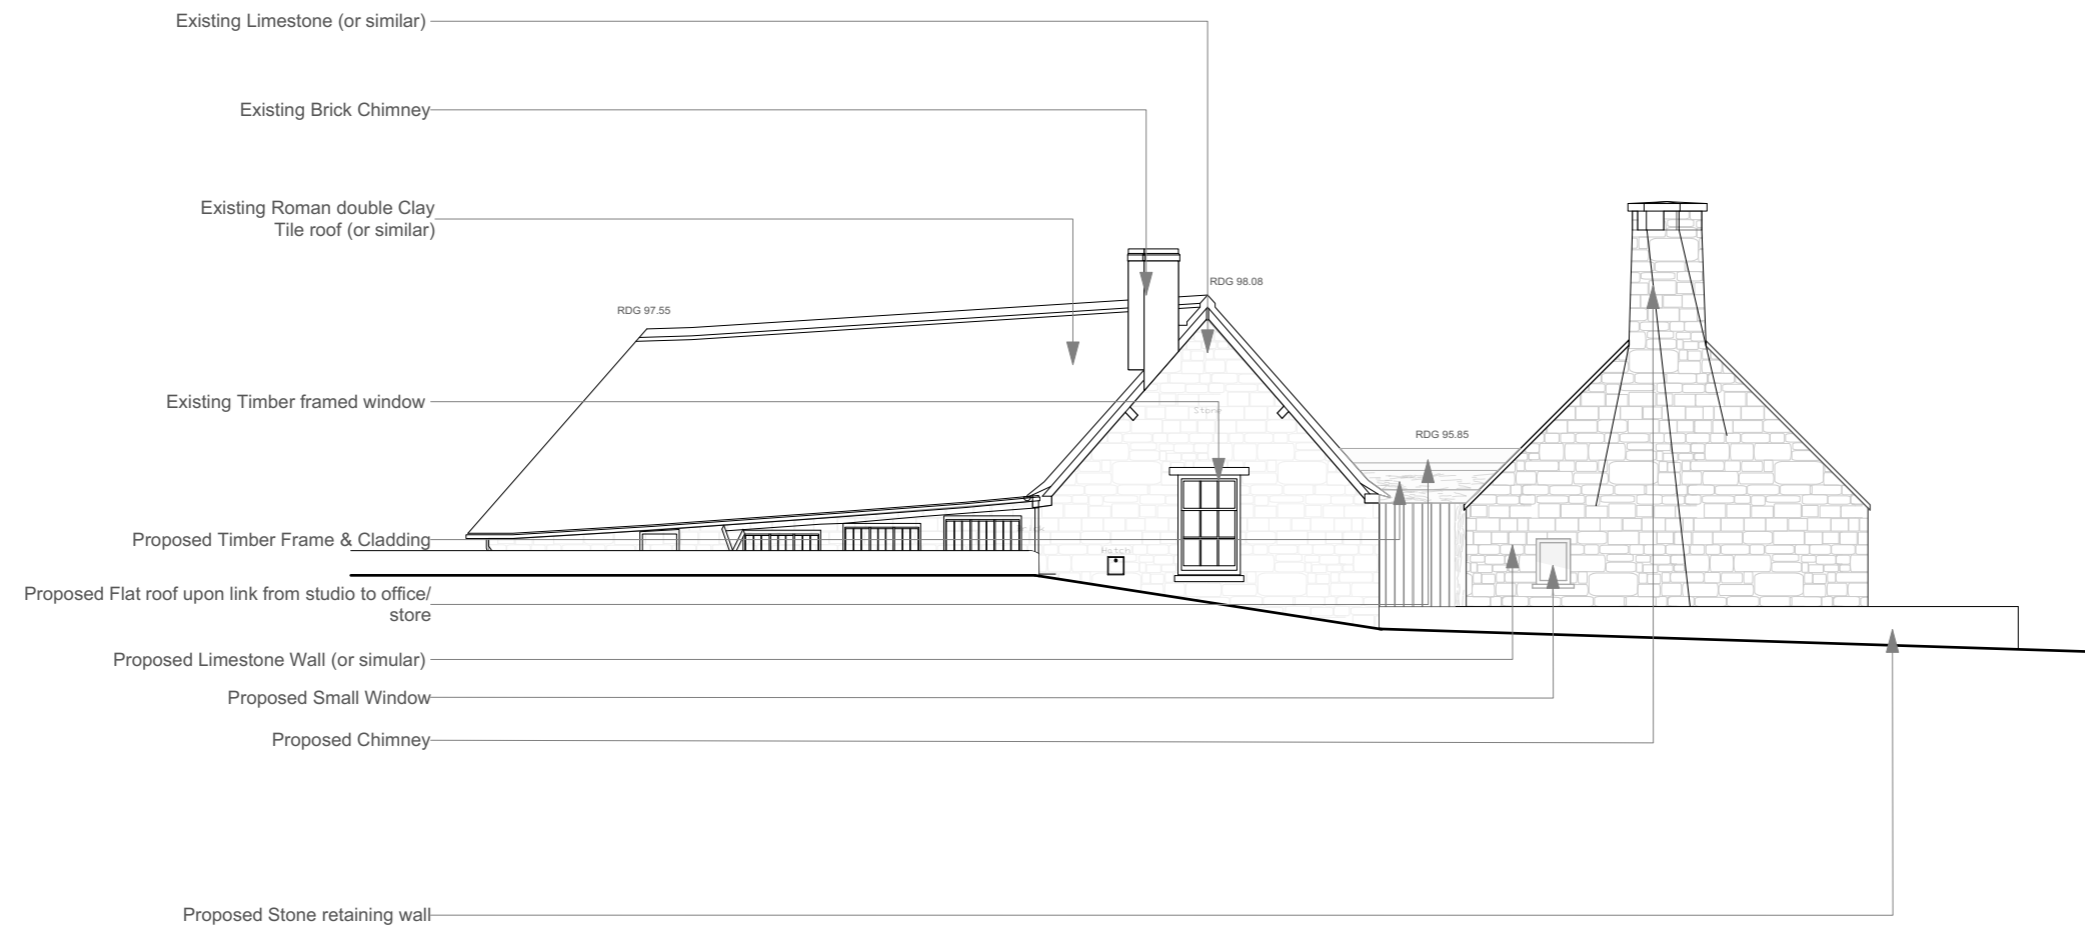 Existing Limestone (or similar)
Existing Brick Chimney
Existing Roman double Clay
Tile roof (or similar)
RDG 98.08
RDG 97.55
Existing Timber framed window
Stone
RDG 95.85
Proposed Timber Frame & Cladding
Hatch
Proposed Flat roof upon link from studio to office/
store
Proposed Limestone Wall (or simular)
Proposed Small Window
Proposed Chimney
Proposed Stone retaining wall